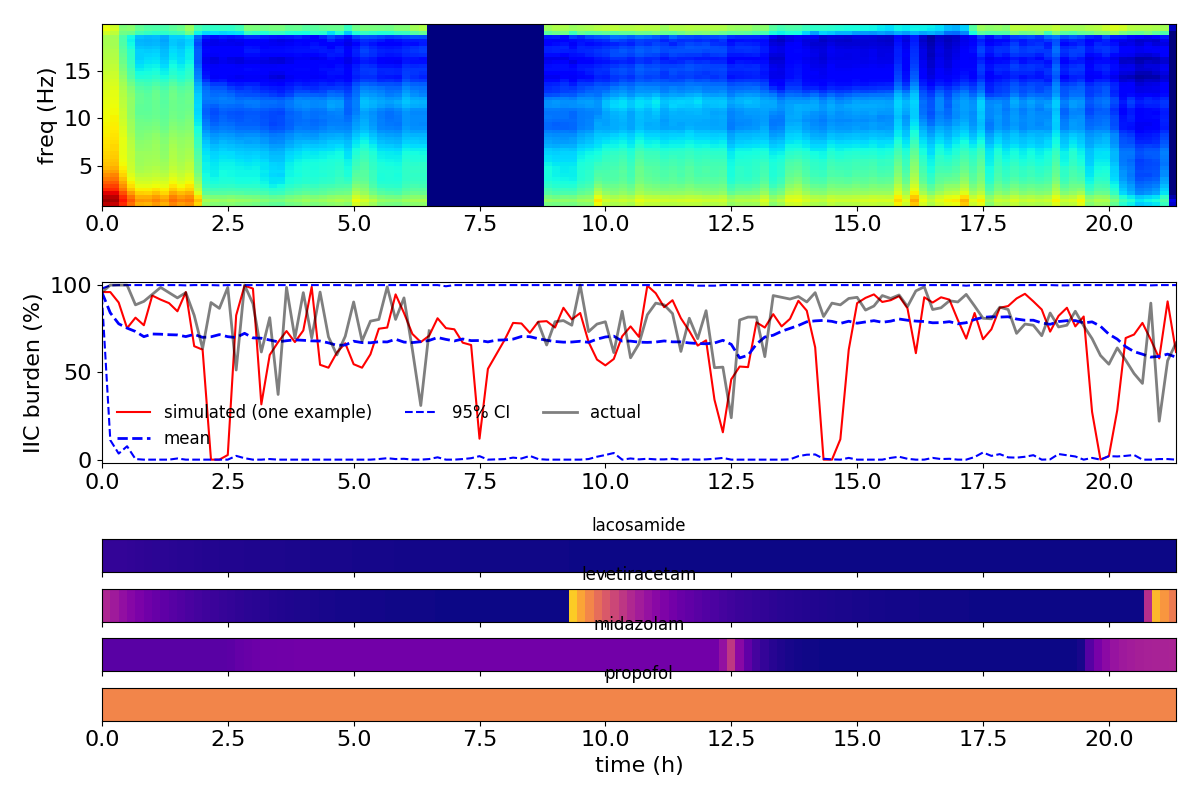 freq (Hz)
15
10
5
0.0 2.5 5.0 7.5 10.0 12.5 15.0 17.5 20.0
IIC burden (%)
100
50
0
simulated (one example) 95% CI actual
mean
0.0 2.5 5.0 7.5 10.0 12.5 15.0 17.5 20.0
lacosamide
levetiracetam
midazolam
propofol
0.0 2.5 5.0 7.5 10.0 12.5 15.0 17.5 20.0
time (h)